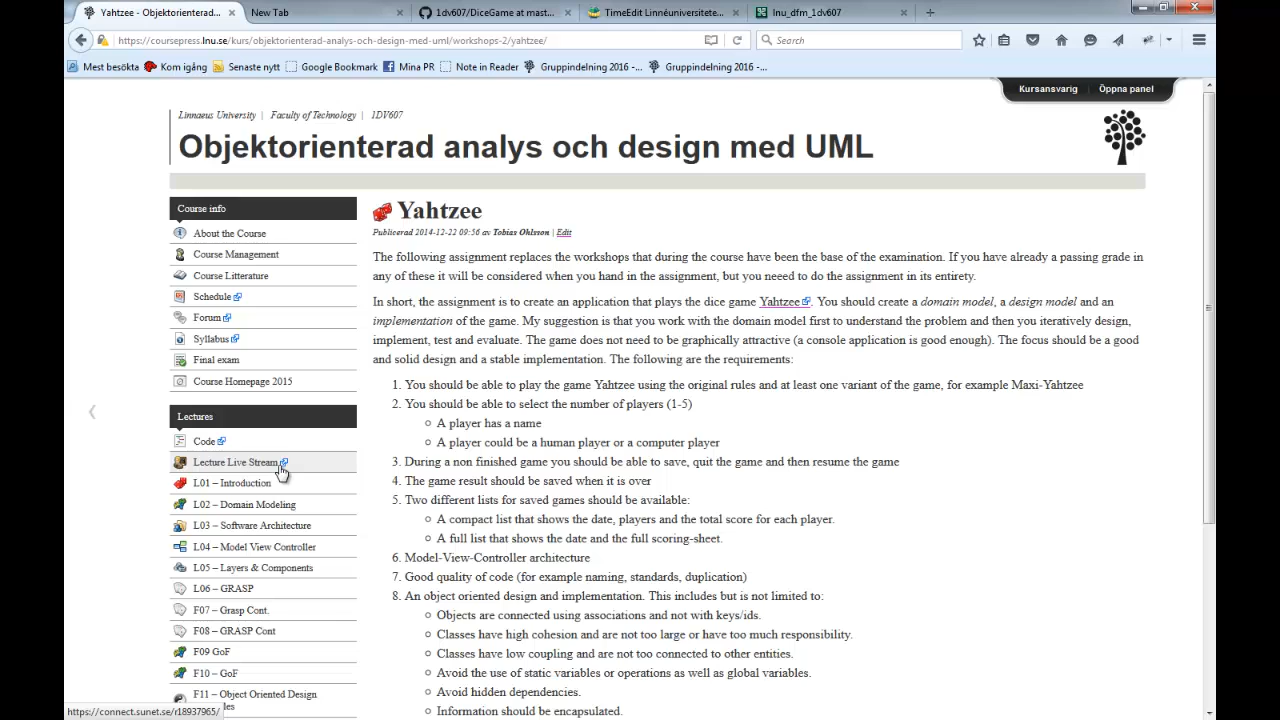 Yahtzee - Objektorienterad...
New Tab
1dv607/DiceGame at mast...
TimeEdit Linnéuniversitete...
lnu_dfm_1dv607
https://coursepress.lnu.se/kurs/objektorienterad-analys-och-design-med-uml/workshops-2/yahtzee/
Search
Mest besökta
Kom igång
Senaste nytt
Google Bookmark
Mina PR
Note in Reader
Gruppindelning 2016 -...
Gruppindelning 2016 -...
Kursansvarig
Öppna panel
Linnaeus University | Faculty of Technology | 1DV607
Objektorienterad analys och design med UML
Course info
About the Course
Course Management
Course Litterature
Schedule
Forum
Syllabus
Final exam
Course Homepage 2015
Lectures
Code
Lecture Live Stream
L01 – Introduction
L02 – Domain Modeling
L03 – Software Architecture
L04 – Model View Controller
L05 – Layers & Components
L06 – GRASP
F07 – Grasp Cont.
F08 – GRASP Cont
F09 GoF
F10 – GoF
F11 – Object Oriented Design
Yahtzee
Publicerad 2014-12-22 09:56 av Tobias Ohlsson | Edit
The following assignment replaces the workshops that during the course have been the base of the examination. If you have already a passing grade in
any of these it will be considered when you hand in the assignment, but you neeed to do the assignment in its entirety.
In short, the assignment is to create an application that plays the dice game Yahtzee. You should create a domain model, a design model and an
implementation of the game. My suggestion is that you work with the domain model first to understand the problem and then you iteratively design,
implement, test and evaluate. The game does not need to be graphically attractive (a console application is good enough). The focus should be a good
and solid design and a stable implementation. The following are the requirements:
1. You should be able to play the game Yahtzee using the original rules and at least one variant of the game, for example Maxi-Yahtzee
2. You should be able to select the number of players (1-5)
A player has a name
A player could be a human player or a computer player
3. During a non finished game you should be able to save, quit the game and then resume the game
4. The game result should be saved when it is over
5. Two different lists for saved games should be available:
A compact list that shows the date, players and the total score for each player.
A full list that shows the date and the full scoring-sheet.
6. Model-View-Controller architecture
7. Good quality of code (for example naming, standards, duplication)
8. An object oriented design and implementation. This includes but is not limited to:
Objects are connected using associations and not with keys/ids.
Classes have high cohesion and are not too large or have too much responsibility.
Classes have low coupling and are not too connected to other entities.
Avoid the use of static variables or operations as well as global variables.
Avoid hidden dependencies.
Information should be encapsulated.
https://connect.sunet.se/r18937965/